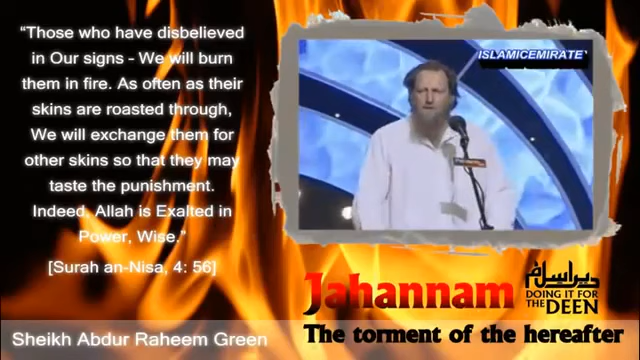 “Those who have disbelieved
in Our signs - We will burn
them in fire. As often as their
skins are roasted through,
We will exchange them for
other skins so that they may
taste the punishment.
Indeed, Allah is Exalted in
Power, Wise.”
[Surah an-Nisa, 4: 56]
ISLAMICEMIRATE
Jahannam
DOING IT FOR
THE DEEN
The torment of the hereafter
Sheikh Abdur Raheem Green